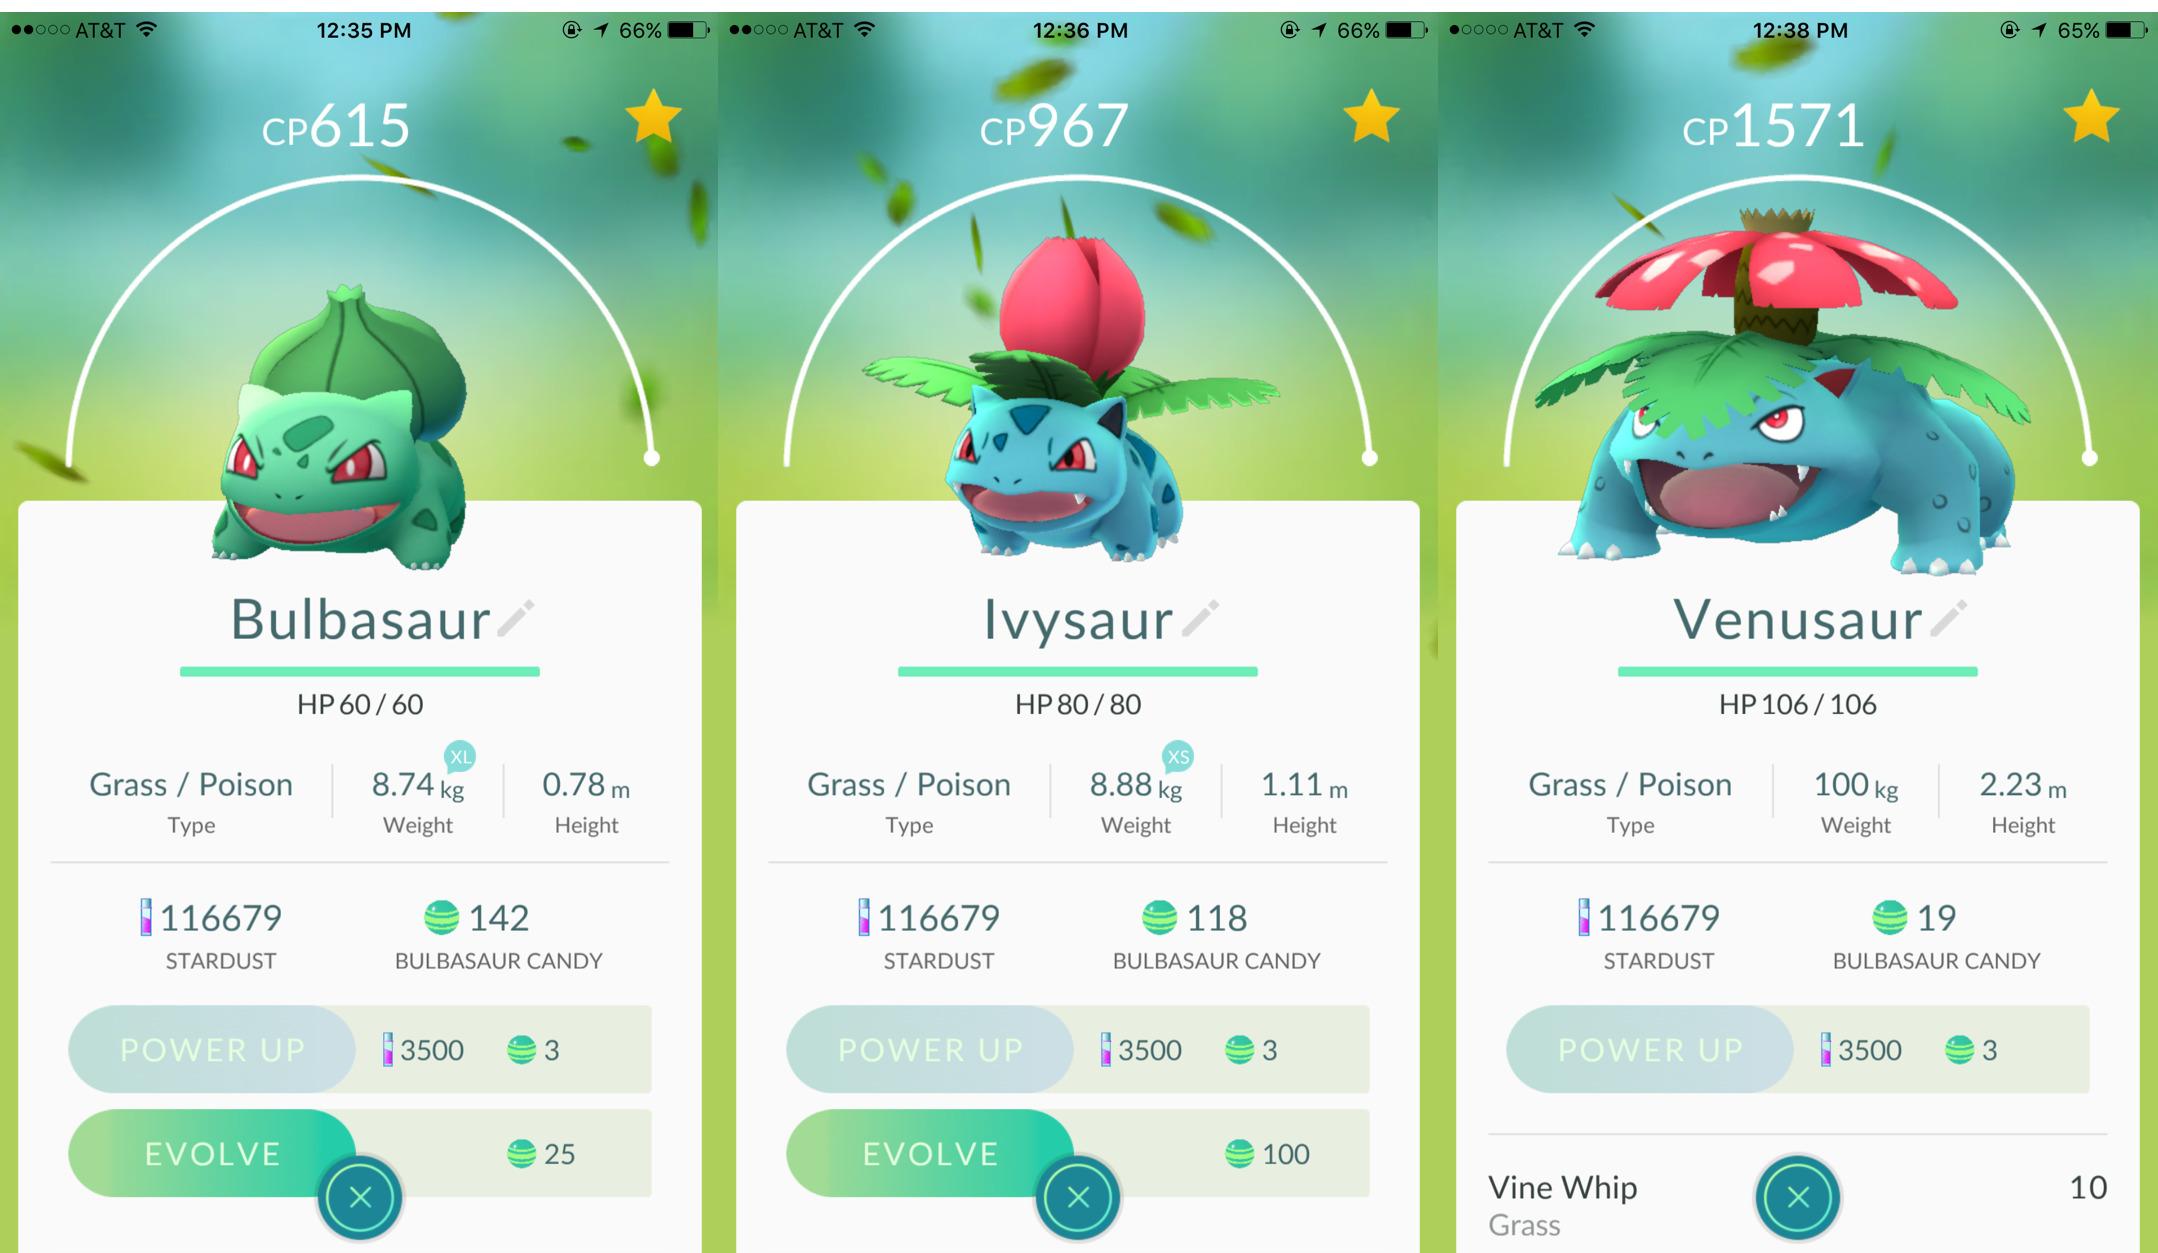 AT&T 12:35 PM 66%
CP615
Bulbasaur
HP 60 / 60
XL
Grass / Poison 8.74 kg 0.78 m
Type Weight Height
116679 142
STARDUST BULBASAUR CANDY
POWER UP 3500 3
EVOLVE 25
AT&T 12:36 PM 66%
CP967
Ivysaur
HP 80 / 80
XS
Grass / Poison 8.88 kg 1.11 m
Type Weight Height
116679 118
STARDUST BULBASAUR CANDY
POWER UP 3500 3
EVOLVE 100
AT&T 12:38 PM 65%
CP1571
Venusaur
HP 106 / 106
Grass / Poison 100 kg 2.23 m
Type Weight Height
116679 19
STARDUST BULBASAUR CANDY
POWER UP 3500 3
Vine Whip 10
Grass